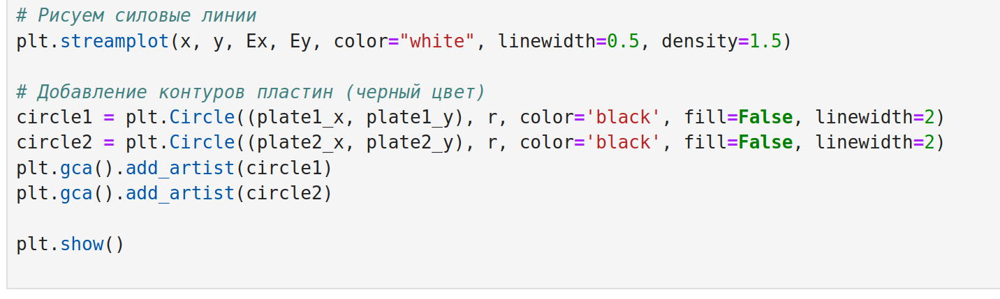 # Рисуем силовые линии
plt.streamplot(x, y, Ex, Ey, color="white", linewidth=0.5, density=1.5)
# Добавление контуров пластин (черный цвет)
circle1 = plt.Circle((plate1_x, plate1_y), r, color='black', fill=False, linewidth=2)
circle2 = plt.Circle((plate2_x, plate2_y), r, color='black', fill=False, linewidth=2)
plt.gca().add_artist(circle1)
plt.gca().add_artist(circle2)
plt.show()